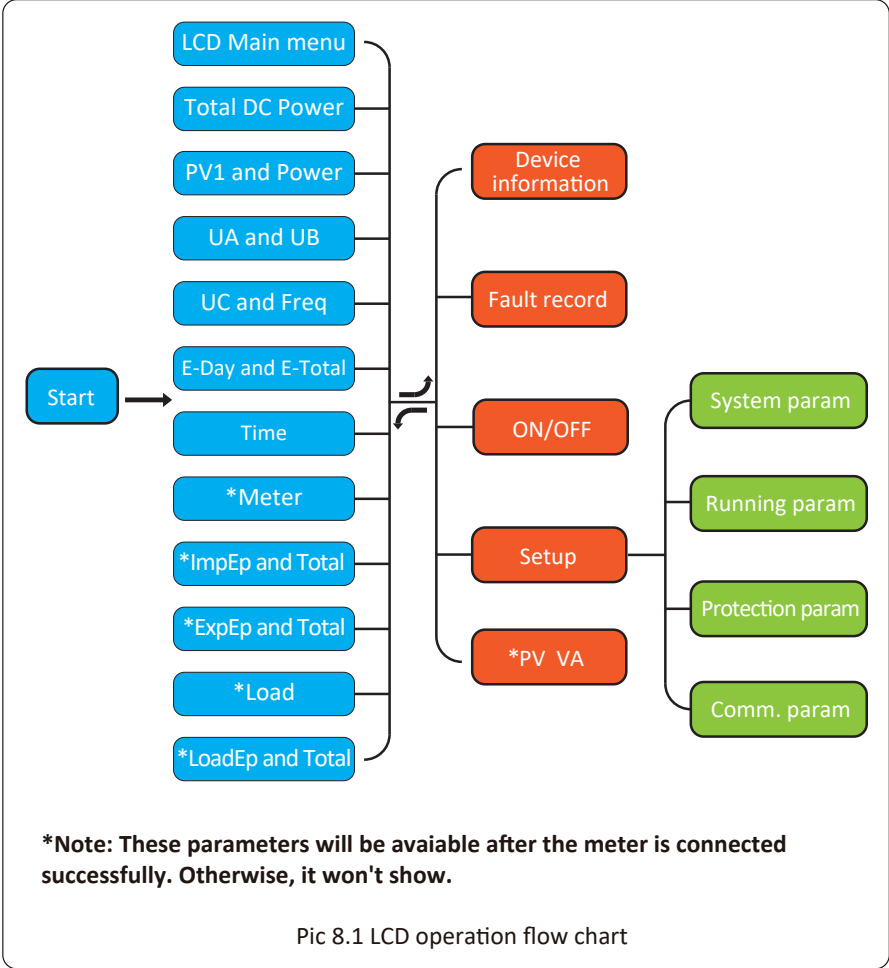 LCD Main menu
Total DC Power
PV1 and Power
UA and UB
UC and Freq
E-Day and E-Total
Time
*Meter
*ImpEp and Total
*ExpEp and Total
*Load
*LoadEp and Total
Start
Device
information
Fault record
ON/OFF
Setup
*PV VA
System param
Running param
Protection param
Comm. param
*Note: These parameters will be avaiable after the meter is connected
successfully. Otherwise, it won't show.
Pic 8.1 LCD operation flow chart